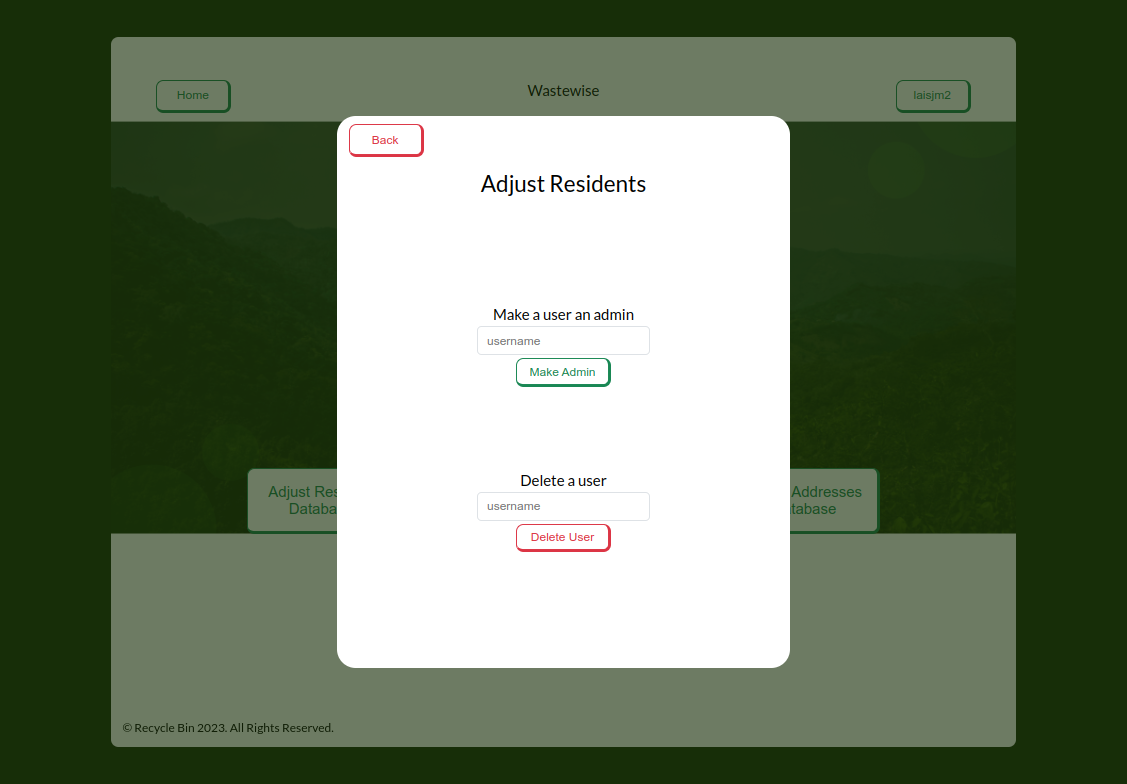 Home
Wastewise
laisjm2
Back
Adjust Residents
Make a user an admin
username
Make Admin
Adjust Res
Databa
Addresses
tabase
Delete a user
username
Delete User
© Recycle Bin 2023. All Rights Reserved.